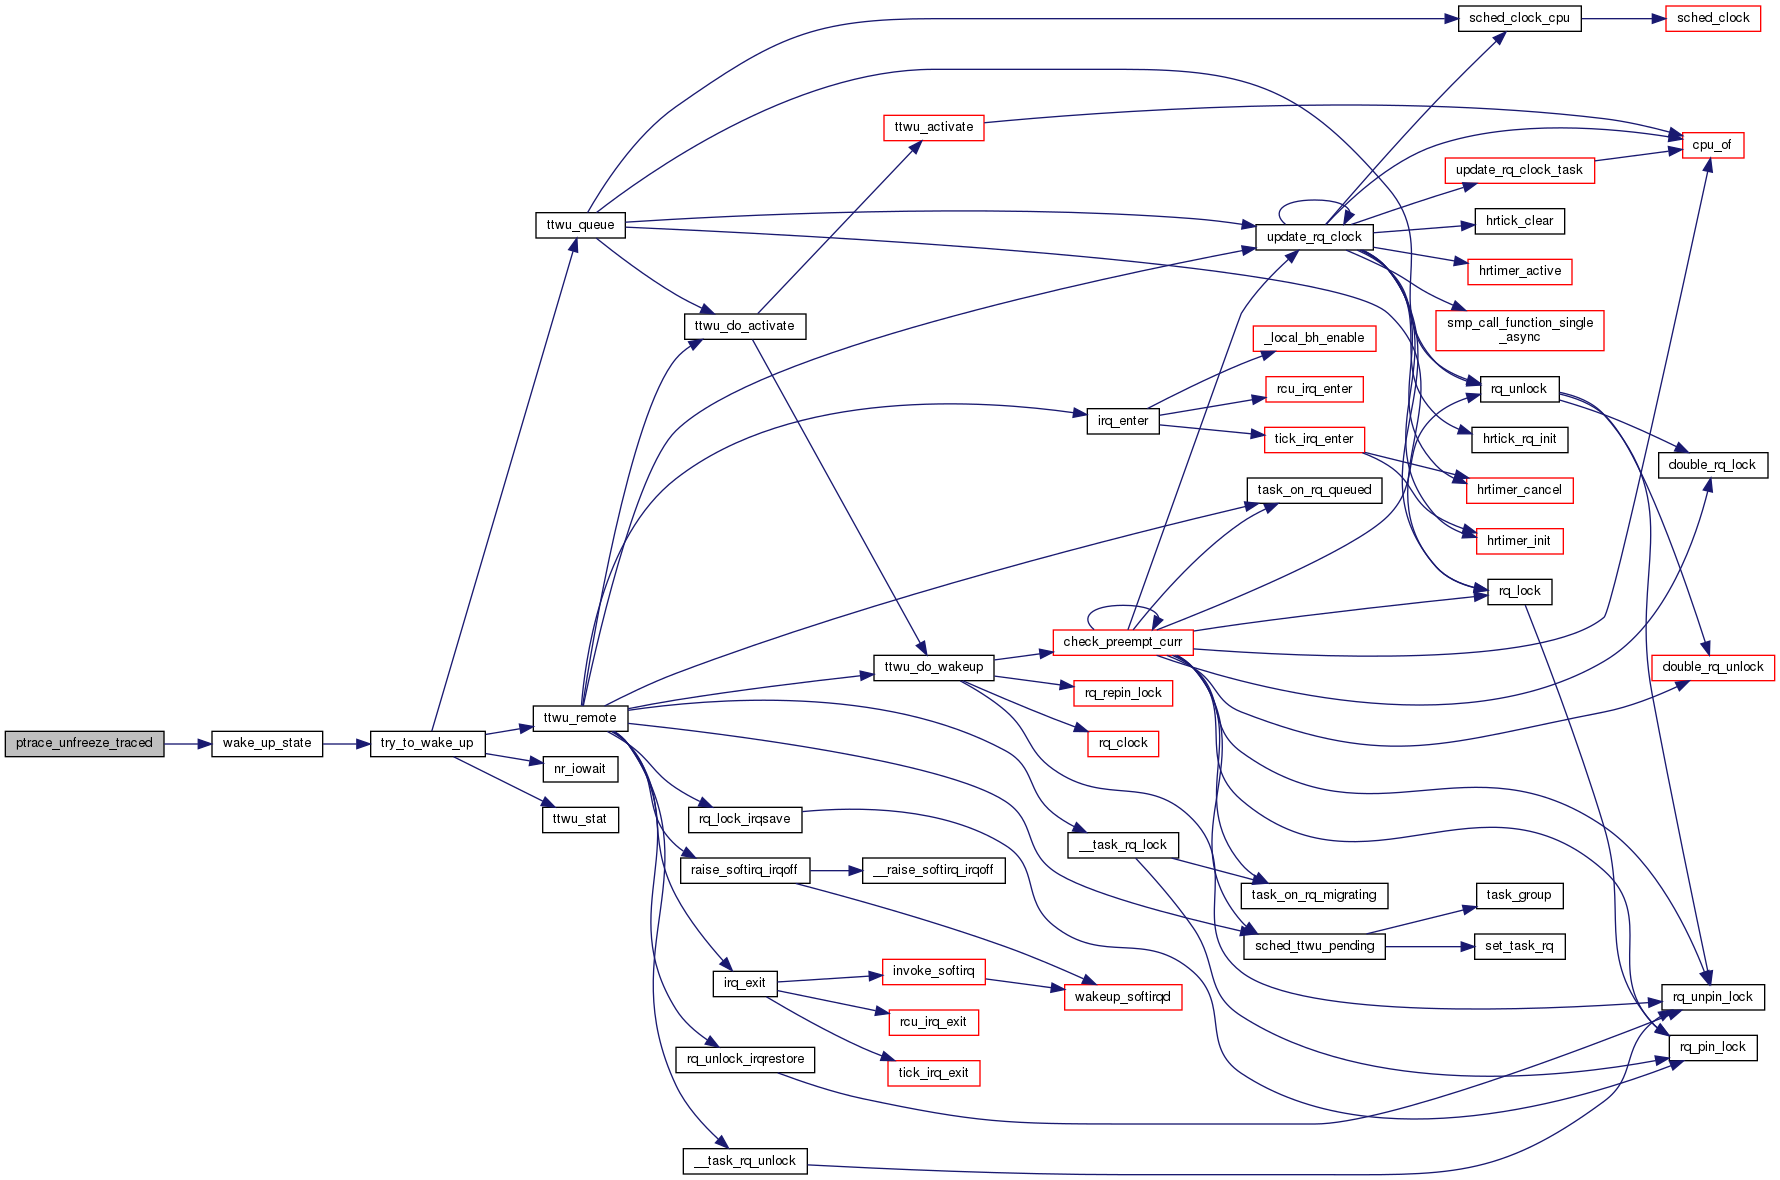 sched_clock_cpu
sched_clock
ttwu_activate
cpu_of
update_rq_clock_task
ttwu_queue
hrtick_clear
update_rq_clock
hrtimer_active
ttwu_do_activate
smp_call_function_single
_async
_local_bh_enable
rcu_irq_enter
rq_unlock
irq_enter
tick_irq_enter
hrtick_rq_init
double_rq_lock
task_on_rq_queued
hrtimer_cancel
hrtimer_init
rq_lock
check_preempt_curr
ttwu_do_wakeup
double_rq_unlock
rq_repin_lock
ttwu_remote
ptrace_unfreeze_traced
wake_up_state
try_to_wake_up
rq_clock
nr_iowait
ttwu_stat
rq_lock_irqsave
__task_rq_lock
raise_softirq_irqoff
__raise_softirq_irqoff
task_on_rq_migrating
task_group
sched_ttwu_pending
set_task_rq
invoke_softirq
irq_exit
wakeup_softirqd
rq_unpin_lock
rcu_irq_exit
rq_pin_lock
rq_unlock_irqrestore
tick_irq_exit
__task_rq_unlock